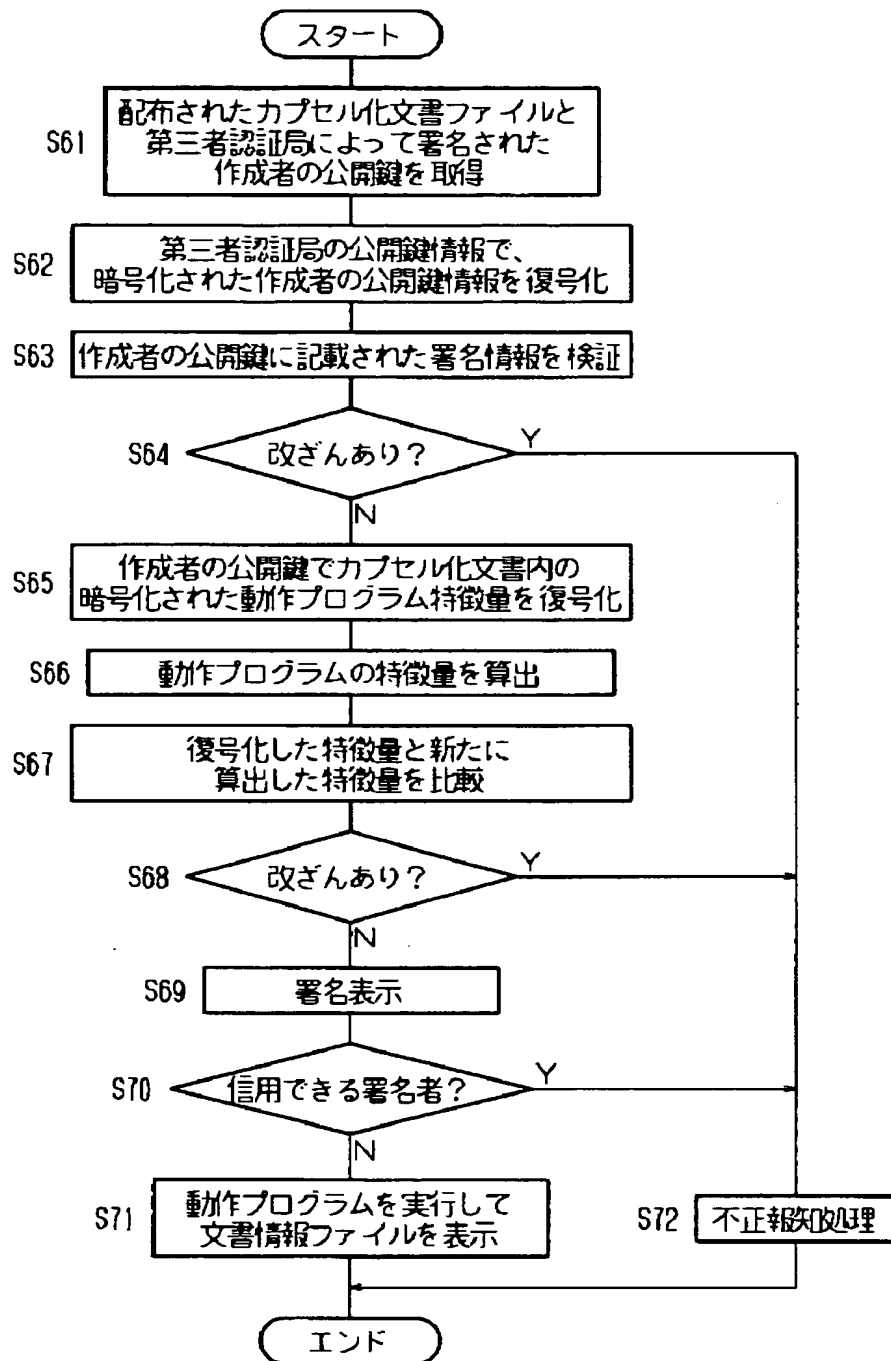 スタート
S61
配布されたカプセル化文書ファイルと
第三者認証局によって署名された
作成者の公開鍵を取得
S62
第三者認証局の公開鍵情報で、
暗号化された作成者の公開鍵情報を復号化
S63
作成者の公開鍵に記載された署名情報を検証
S64
改ざんあり?
Y
N
S65
作成者の公開鍵でカプセル化文書内の
暗号化された動作プログラム特徴量を復号化
S66
動作プログラムの特徴量を算出
S67
復号化した特徴量と新たに
算出した特徴量を比較
S68
改ざんあり?
Y
N
S69
署名表示
S70
信用できる署名者?
Y
N
S71
動作プログラムを実行して
文書情報ファイルを表示
S72
不正報知処理
エンド